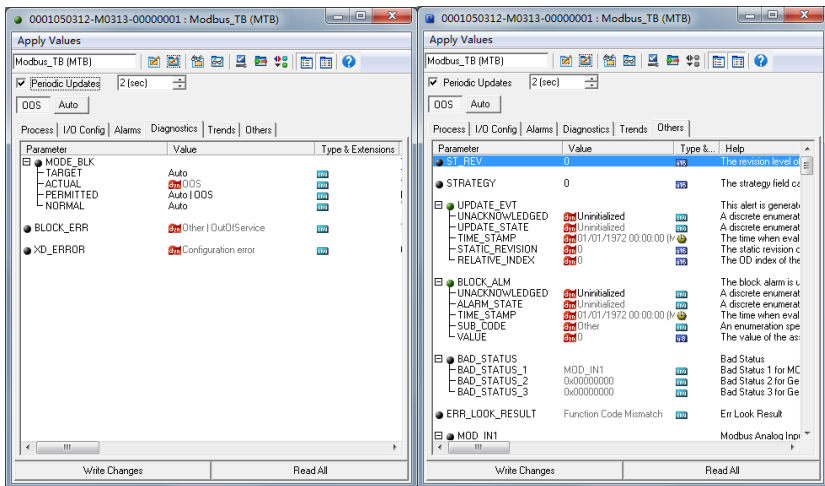 0001050312-M0313-00000001 : Modbus_TB (MTB)
Apply Values
Modbus_TB (MTB)
Periodic Updates 2 (sec)
OOS Auto
Process I/O Config Alarms Diagnostics Trends Others
Parameter Value Type & Extensions
MODE_BLK
TARGET Auto
ACTUAL OOS
PERMITTED Auto | OOS
NORMAL Auto
BLOCK_ERR Other | OutOfService
XD_ERROR Configuration error
Write Changes Read All
0001050312-M0313-00000001 : Modbus_TB (MTB)
Apply Values
Modbus_TB (MTB)
Periodic Updates 2 (sec)
OOS Auto
Process I/O Config Alarms Diagnostics Trends Others
Parameter Value Type &... Help
ST_REV 0 The revision level of
STRATEGY 0 The strategy field ca
UPDATE_EVT This alert is generate
UNACKNOWLEDGED Uninitialized A discrete enumerat
UPDATE_STATE Uninitialized A discrete enumerat
TIME_STAMP 01/01/1972 00:00:00 (M The time when eval
STATIC_REVISION 0 The static revision c
RELATIVE_INDEX 0 The OD index of the
BLOCK_ALM The block alarm is u
UNACKNOWLEDGED Uninitialized A discrete enumerat
ALARM_STATE Uninitialized A discrete enumerat
TIME_STAMP 01/01/1972 00:00:00 (M The time when eval
SUB_CODE Other An enumeration spe
VALUE 0 The value of the as:
BAD_STATUS Bad Status
BAD_STATUS_1 MOD_IN1 Bad Status 1 for MO
BAD_STATUS_2 0x00000000 Bad Status 2 for Ge
BAD_STATUS_3 0x00000000 Bad Status 3 for Ge
ERR_LOOK_RESULT Function Code Mismatch Err Look Result
MOD_IN1 Modbus Analog Inpu
Write Changes Read All